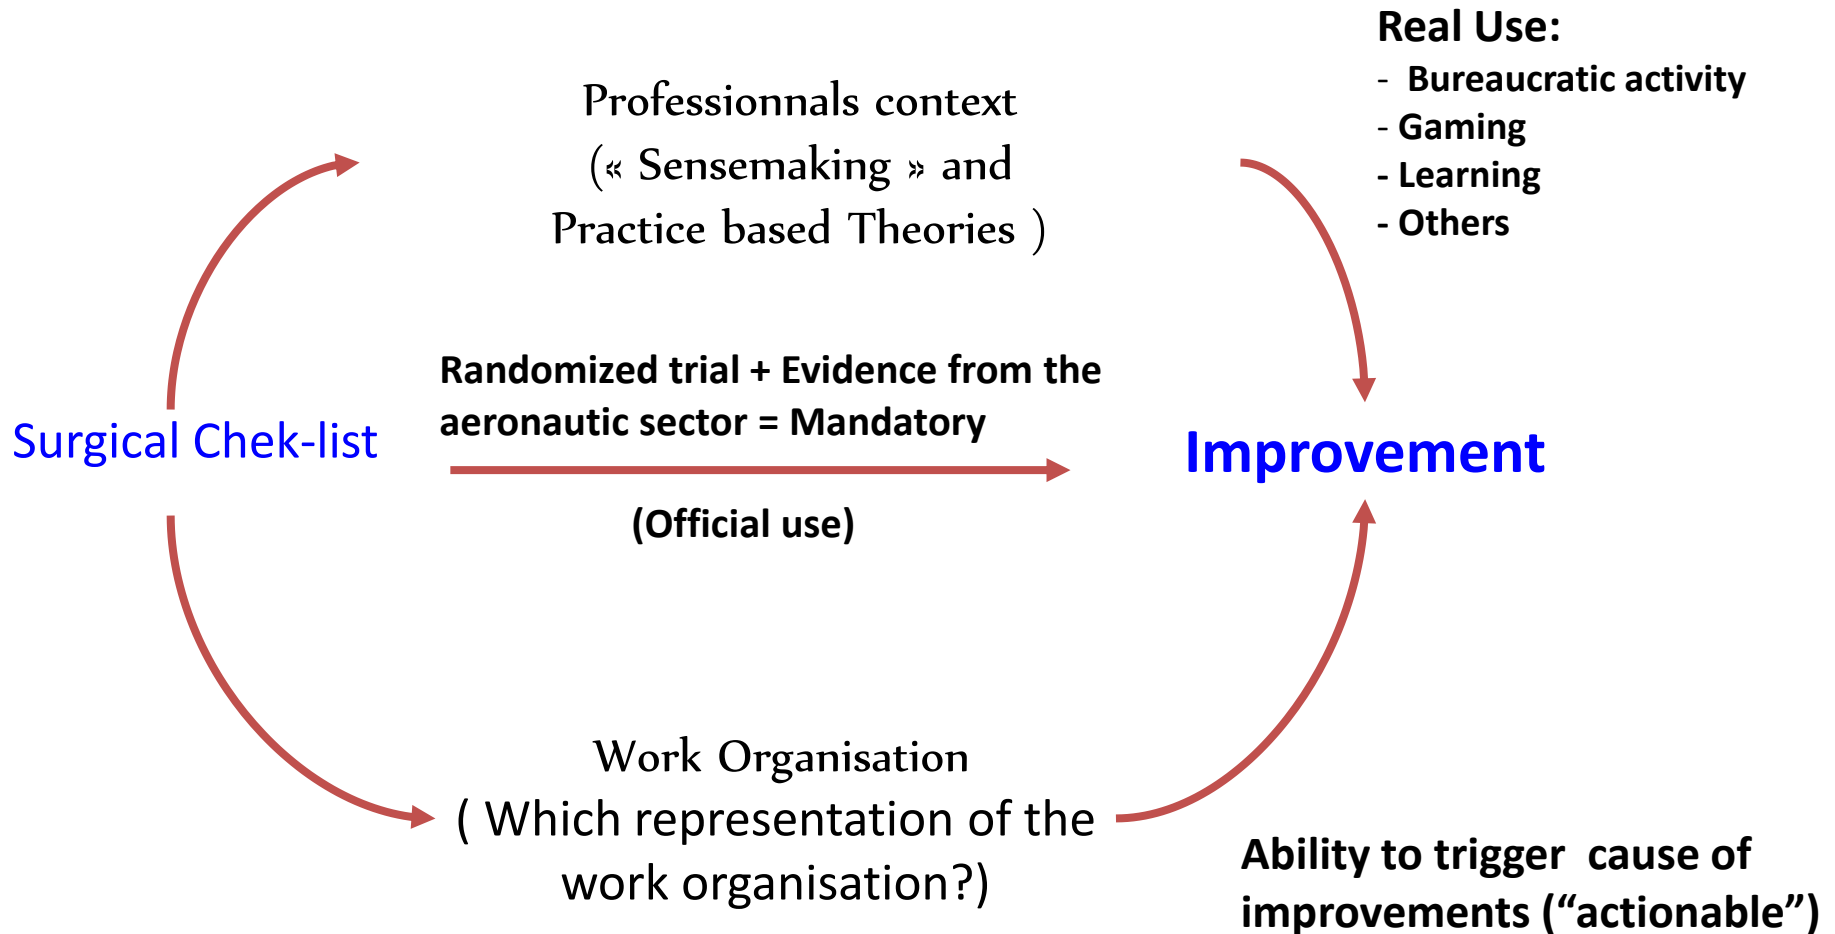 Real Use:
- Bureaucratic activity
- Gaming
- Learning
- Others
Professionnals context
(« Sensemaking » and
Practice based Theories )
Randomized trial + Evidence from the
aeronautic sector = Mandatory
Surgical Chek-list
Improvement
(Official use)
Work Organisation
( Which representation of the
work organisation?)
Ability to trigger cause of
improvements (“actionable”)